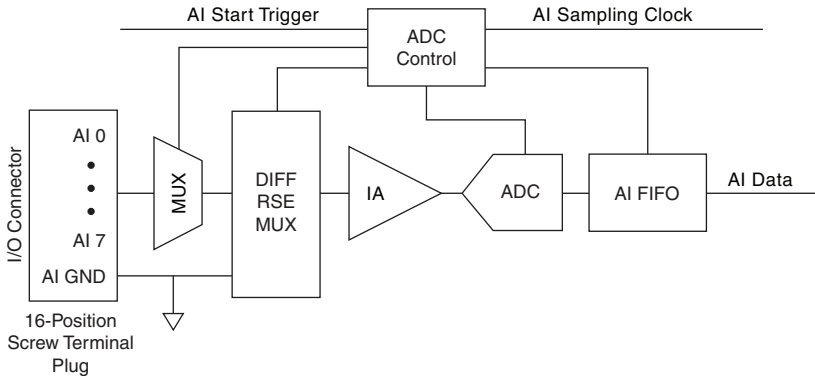 AI Start Trigger
ADC
Control
AI Sampling Clock
I/O Connector
AI 0
AI 7
AI GND
MUX
DIFF
RSE
MUX
IA
ADC
AI FIFO
AI Data
16-Position
Screw Terminal
Plug